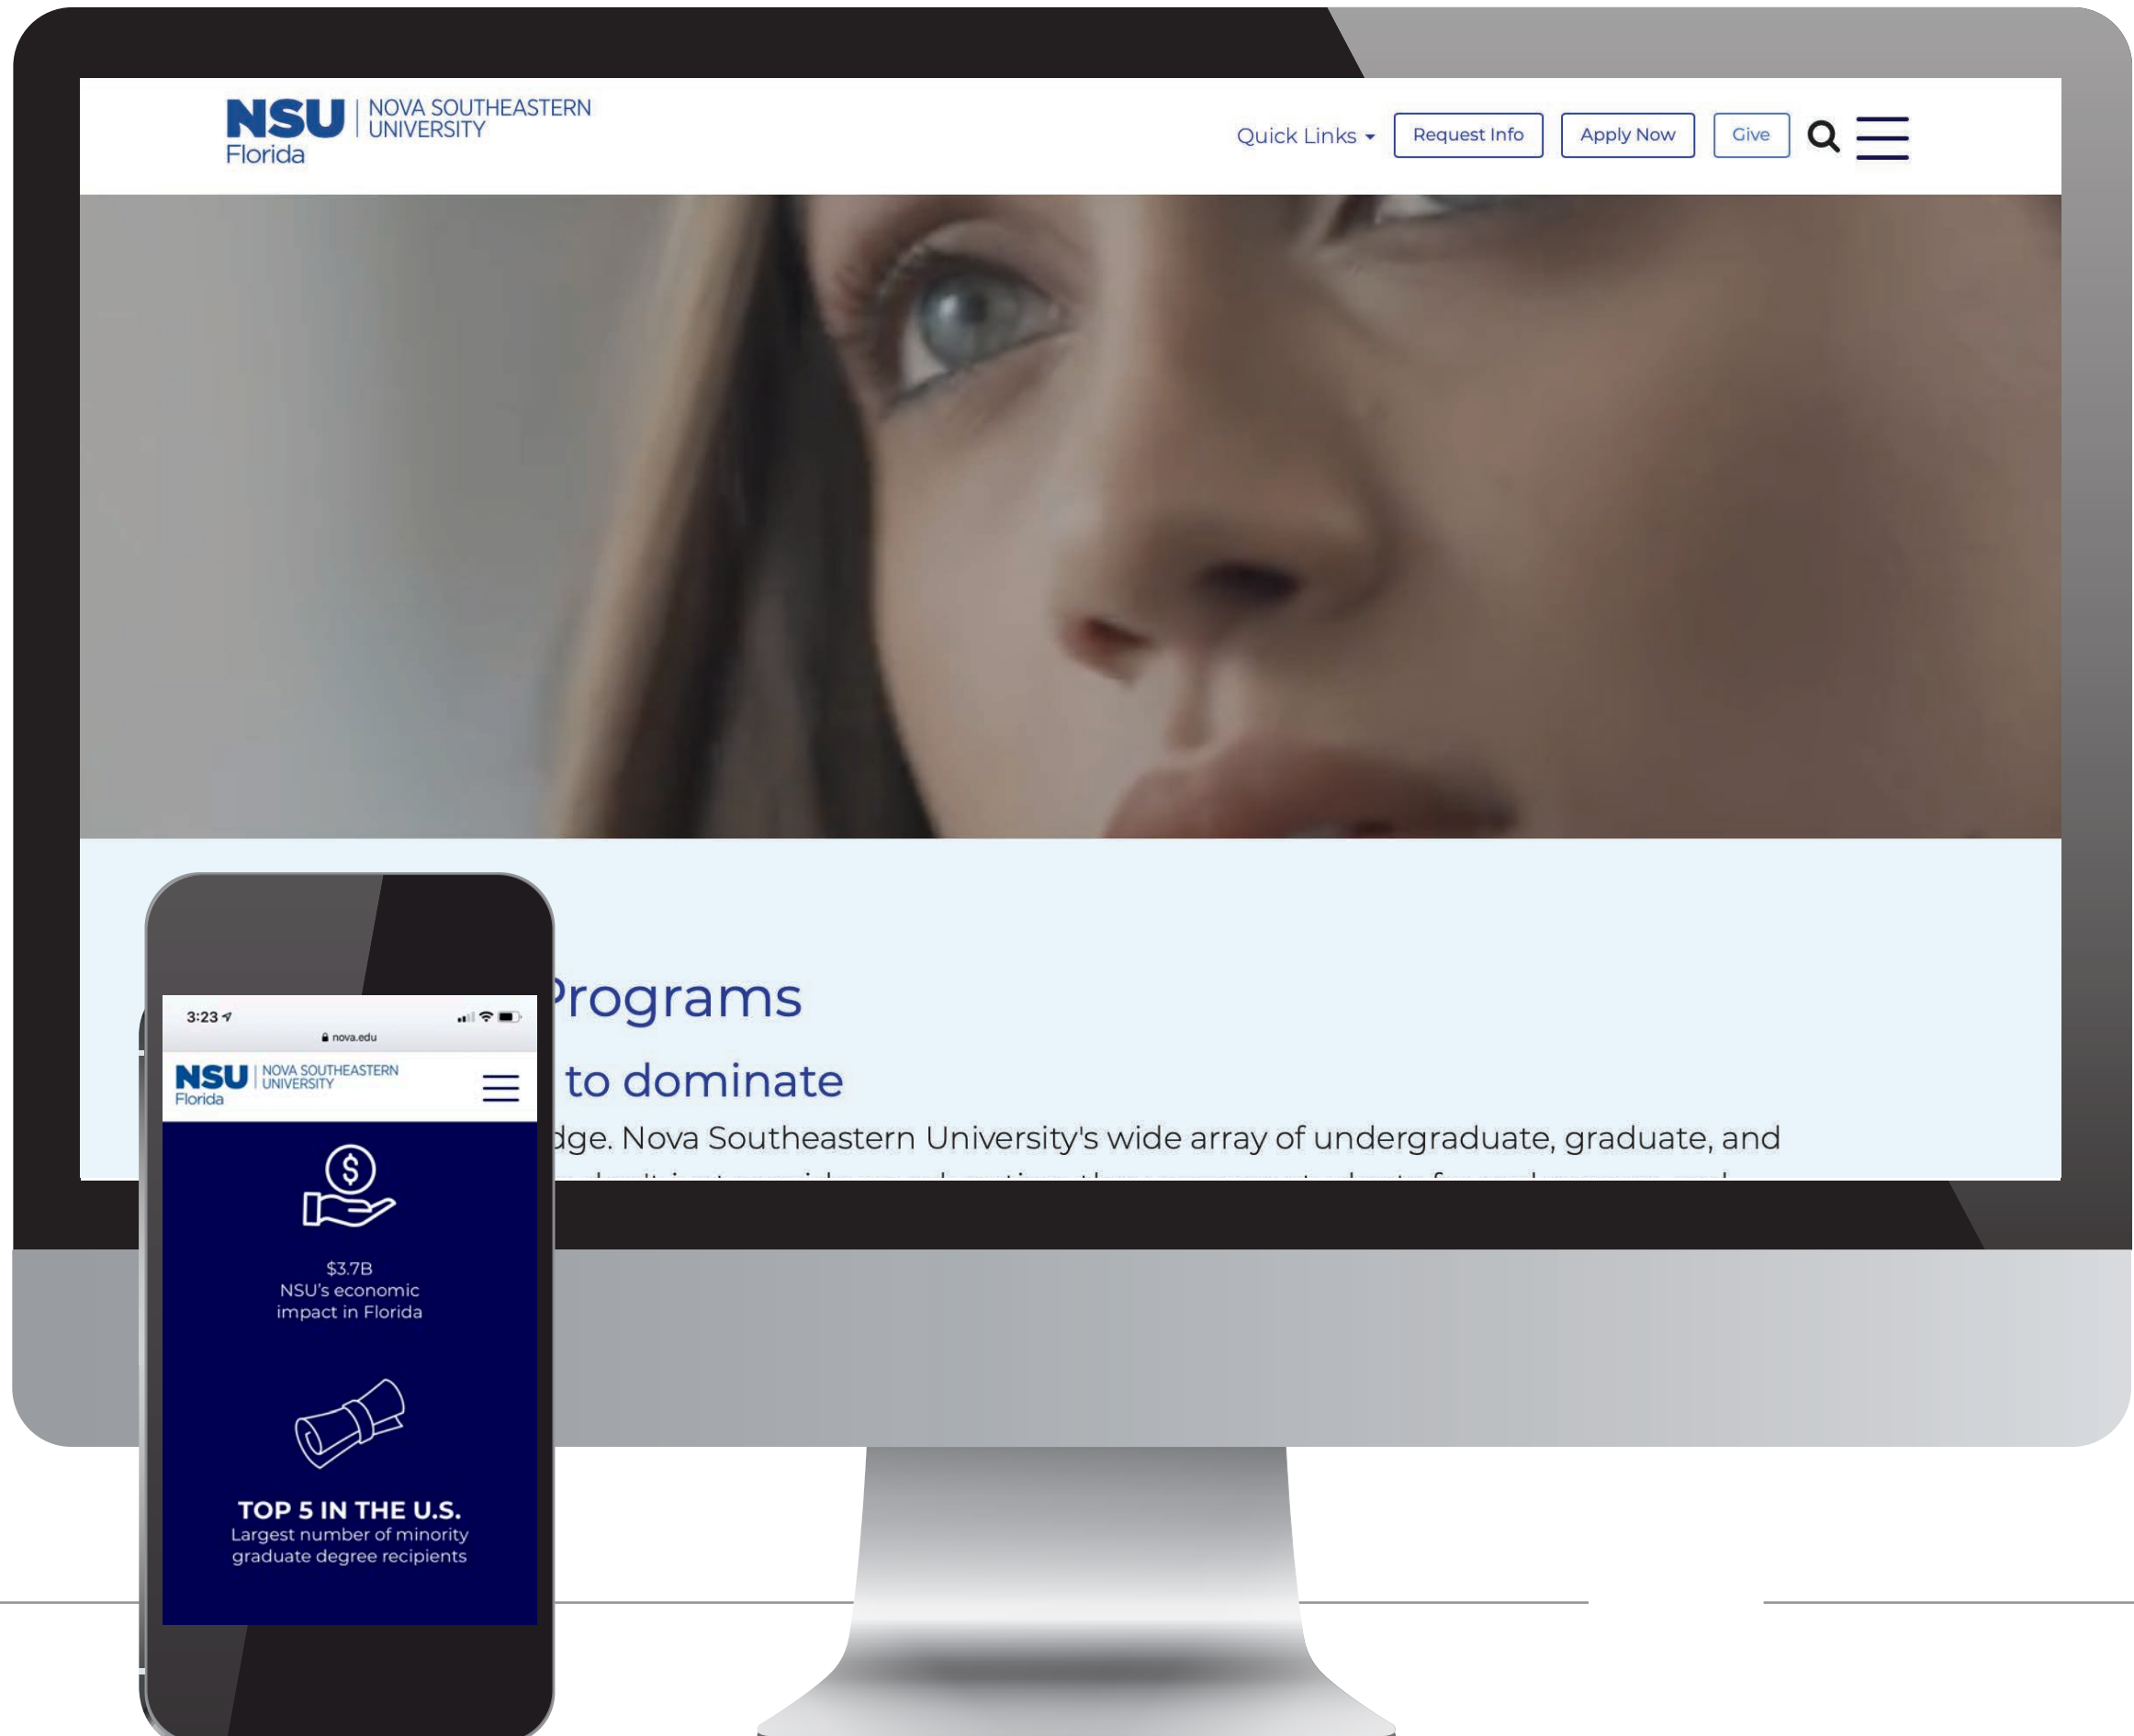 NSU
Florida
NOVA SOUTHEASTERN
UNIVERSITY
Quick Links
Request Info
Apply Now
Give
Programs
to dominate
dge. Nova Southeastern University's wide array of undergraduate, graduate, and
3:23
nova.edu
NSU
Florida
NOVA SOUTHEASTERN
UNIVERSITY
$
$3.7B
NSU's economic
impact in Florida
TOP 5 IN THE U.S.
Largest number of minority
graduate degree recipients